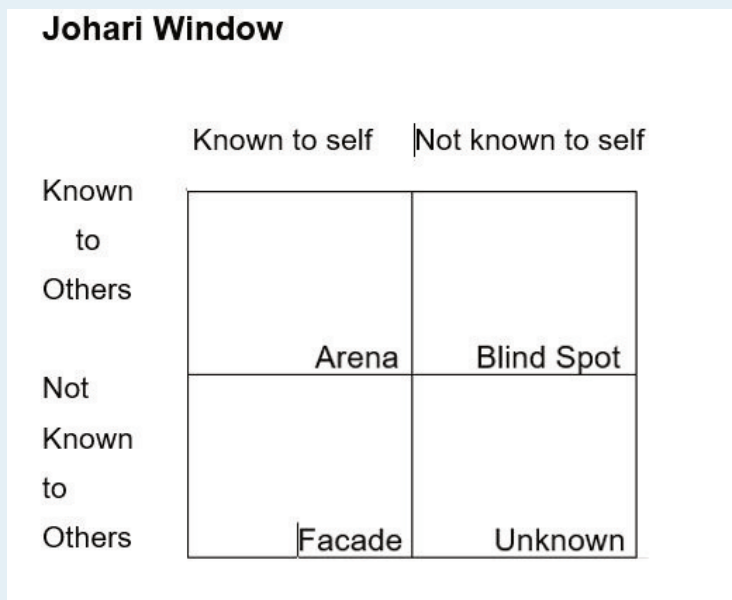 Johari Window
Known to self Not known to self
Known
to
Others
Arena Blind Spot
Not
Known
to
Others Facade Unknown